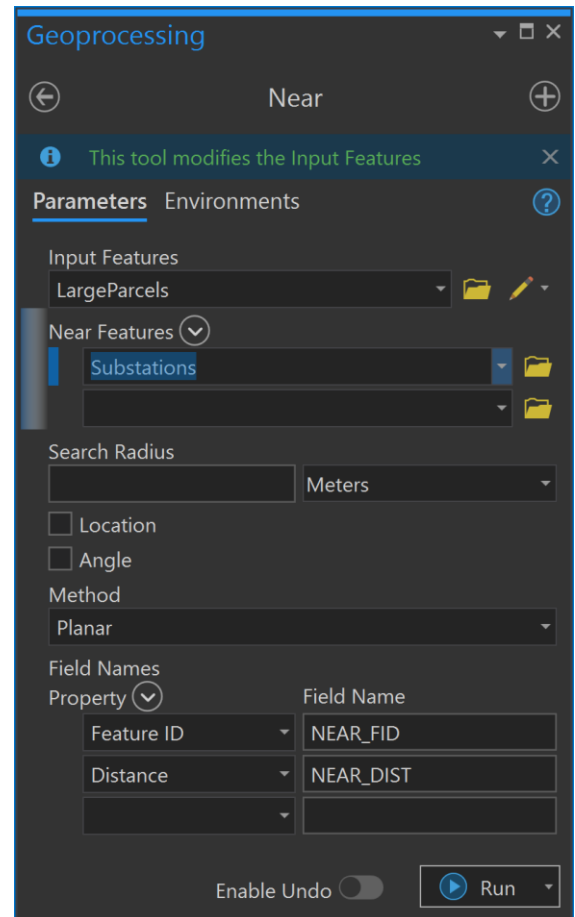 Geoprocessing
Near
This tool modifies the Input Features
Parameters Environments
Input Features
LargeParcels
Near Features
Substations
Search Radius
Meters
Location
Angle
Method
Planar
Field Names
Property Field Name
Feature ID NEAR_FID
Distance NEAR_DIST
Enable Undo Run